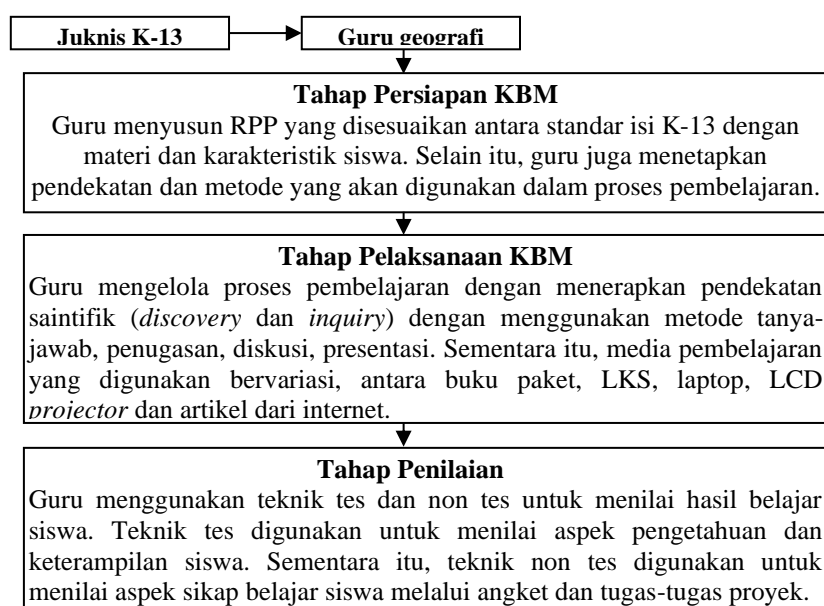 Juknis K-13
Guru geografi
Tahap Persiapan KBM
Guru menyusun RPP yang disesuaikan antara standar isi K-13 dengan
materi dan karakteristik siswa. Selain itu, guru juga menetapkan
pendekatan dan metode yang akan digunakan dalam proses pembelajaran.
Tahap Pelaksanaan KBM
Guru mengelola proses pembelajaran dengan menerapkan pendekatan
saintifik (discovery dan inquiry) dengan menggunakan metode tanya-
jawab, penugasan, diskusi, presentasi. Sementara itu, media pembelajaran
yang digunakan bervariasi, antara buku paket, LKS, laptop, LCD
projector dan artikel dari internet.
Tahap Penilaian
Guru menggunakan teknik tes dan non tes untuk menilai hasil belajar
siswa. Teknik tes digunakan untuk menilai aspek pengetahuan dan
keterampilan siswa. Sementara itu, teknik non tes digunakan untuk
menilai aspek sikap belajar siswa melalui angket dan tugas-tugas proyek.